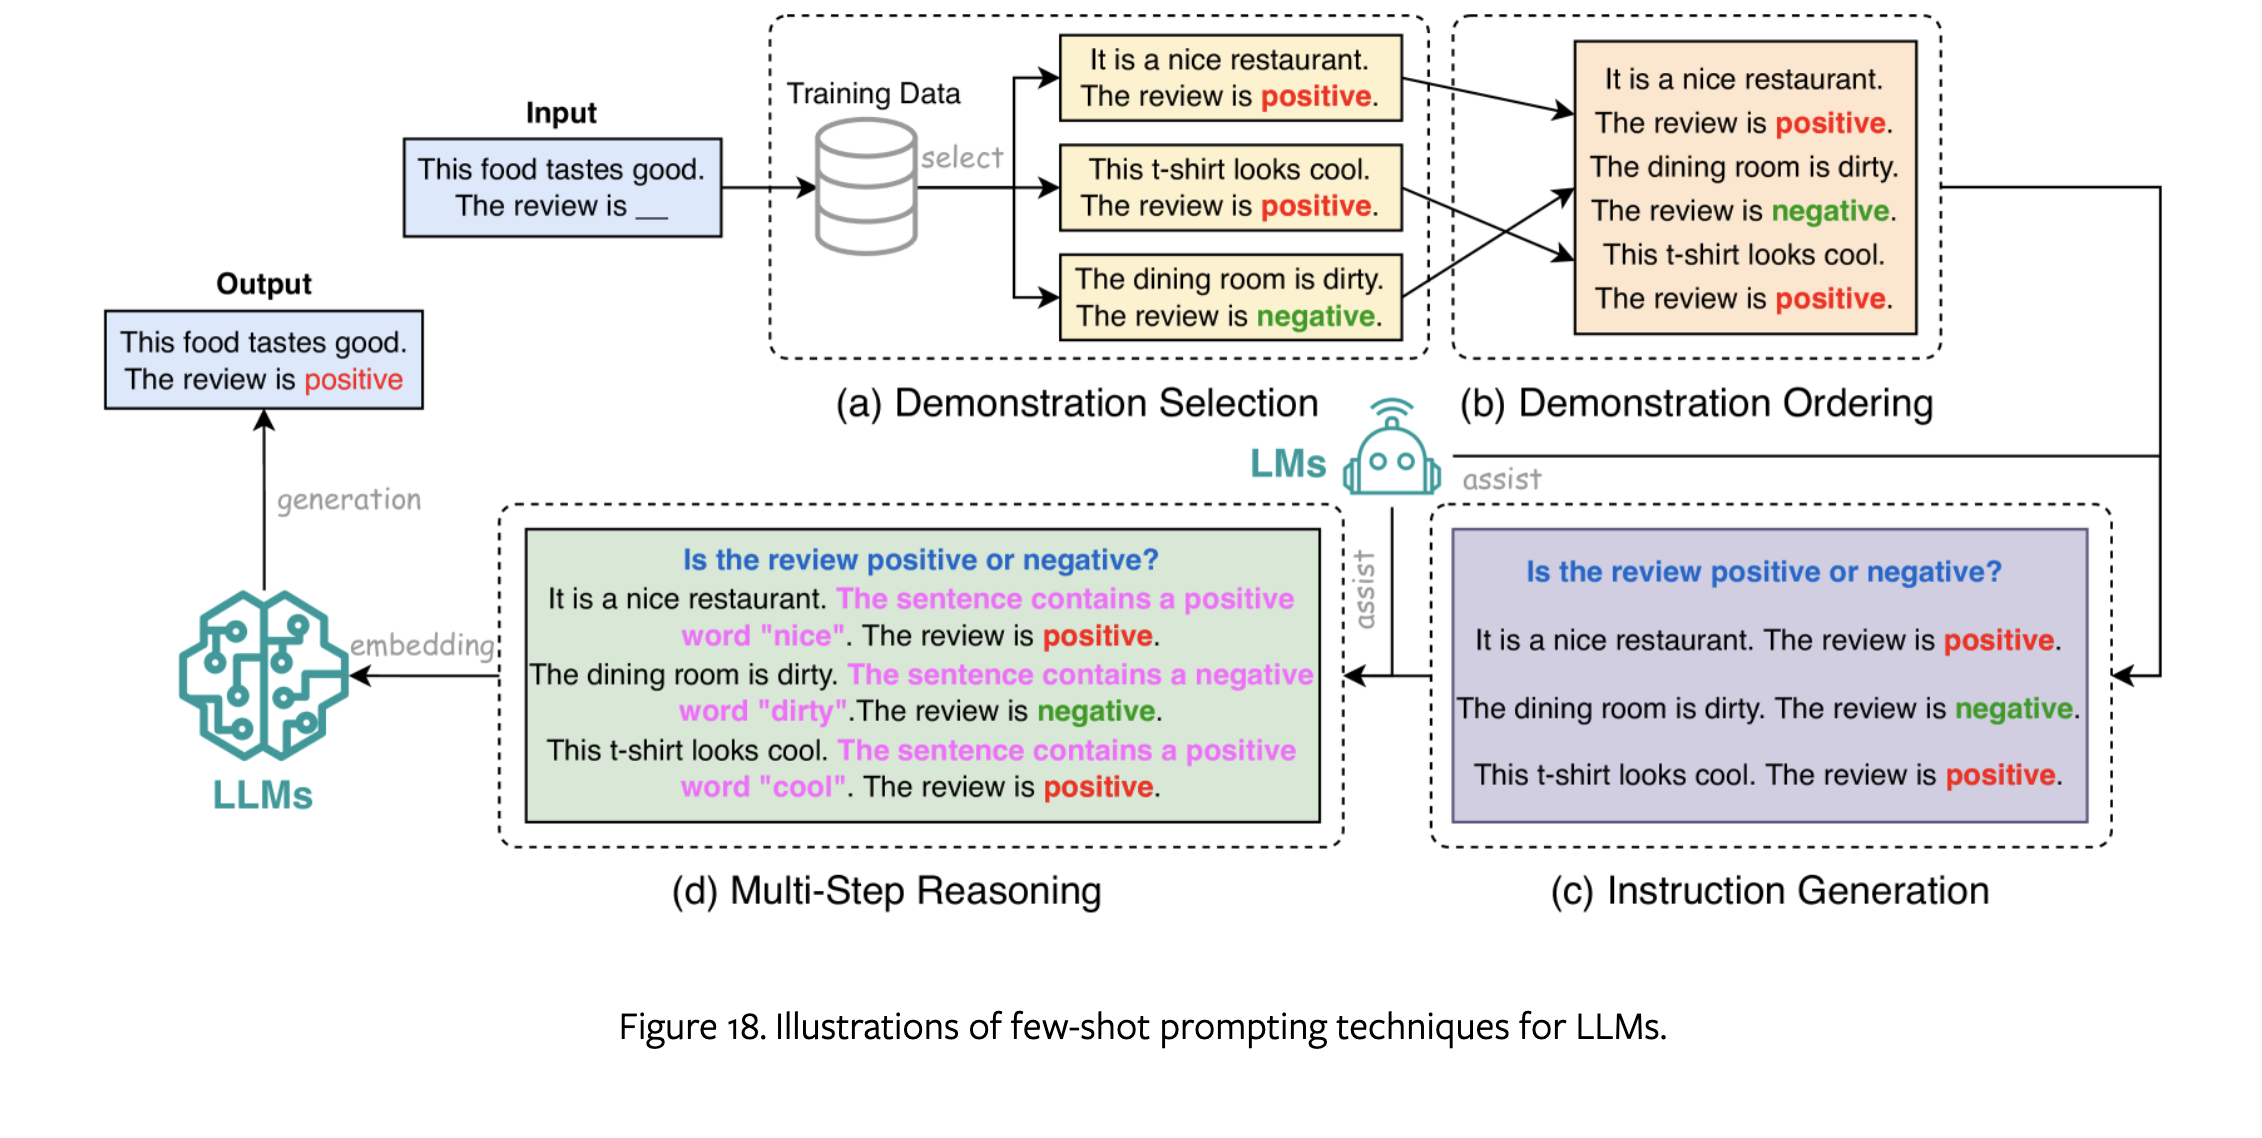 Input
This food tastes good.
The review is __
Training Data
select
It is a nice restaurant.
The review is positive.
This t-shirt looks cool.
The review is positive.
The dining room is dirty.
The review is negative.
(a) Demonstration Selection
It is a nice restaurant.
The review is positive.
The dining room is dirty.
The review is negative.
This t-shirt looks cool.
The review is positive.
(b) Demonstration Ordering
LMs
assist
assist
Is the review positive or negative?
It is a nice restaurant. The review is positive.
The dining room is dirty. The review is negative.
This t-shirt looks cool. The review is positive.
(c) Instruction Generation
Is the review positive or negative?
It is a nice restaurant. The sentence contains a positive
word "nice". The review is positive.
The dining room is dirty. The sentence contains a negative
word "dirty".The review is negative.
This t-shirt looks cool. The sentence contains a positive
word "cool". The review is positive.
(d) Multi-Step Reasoning
embedding
LLMs
generation
Output
This food tastes good.
The review is positive
Figure 18. Illustrations of few-shot prompting techniques for LLMs.